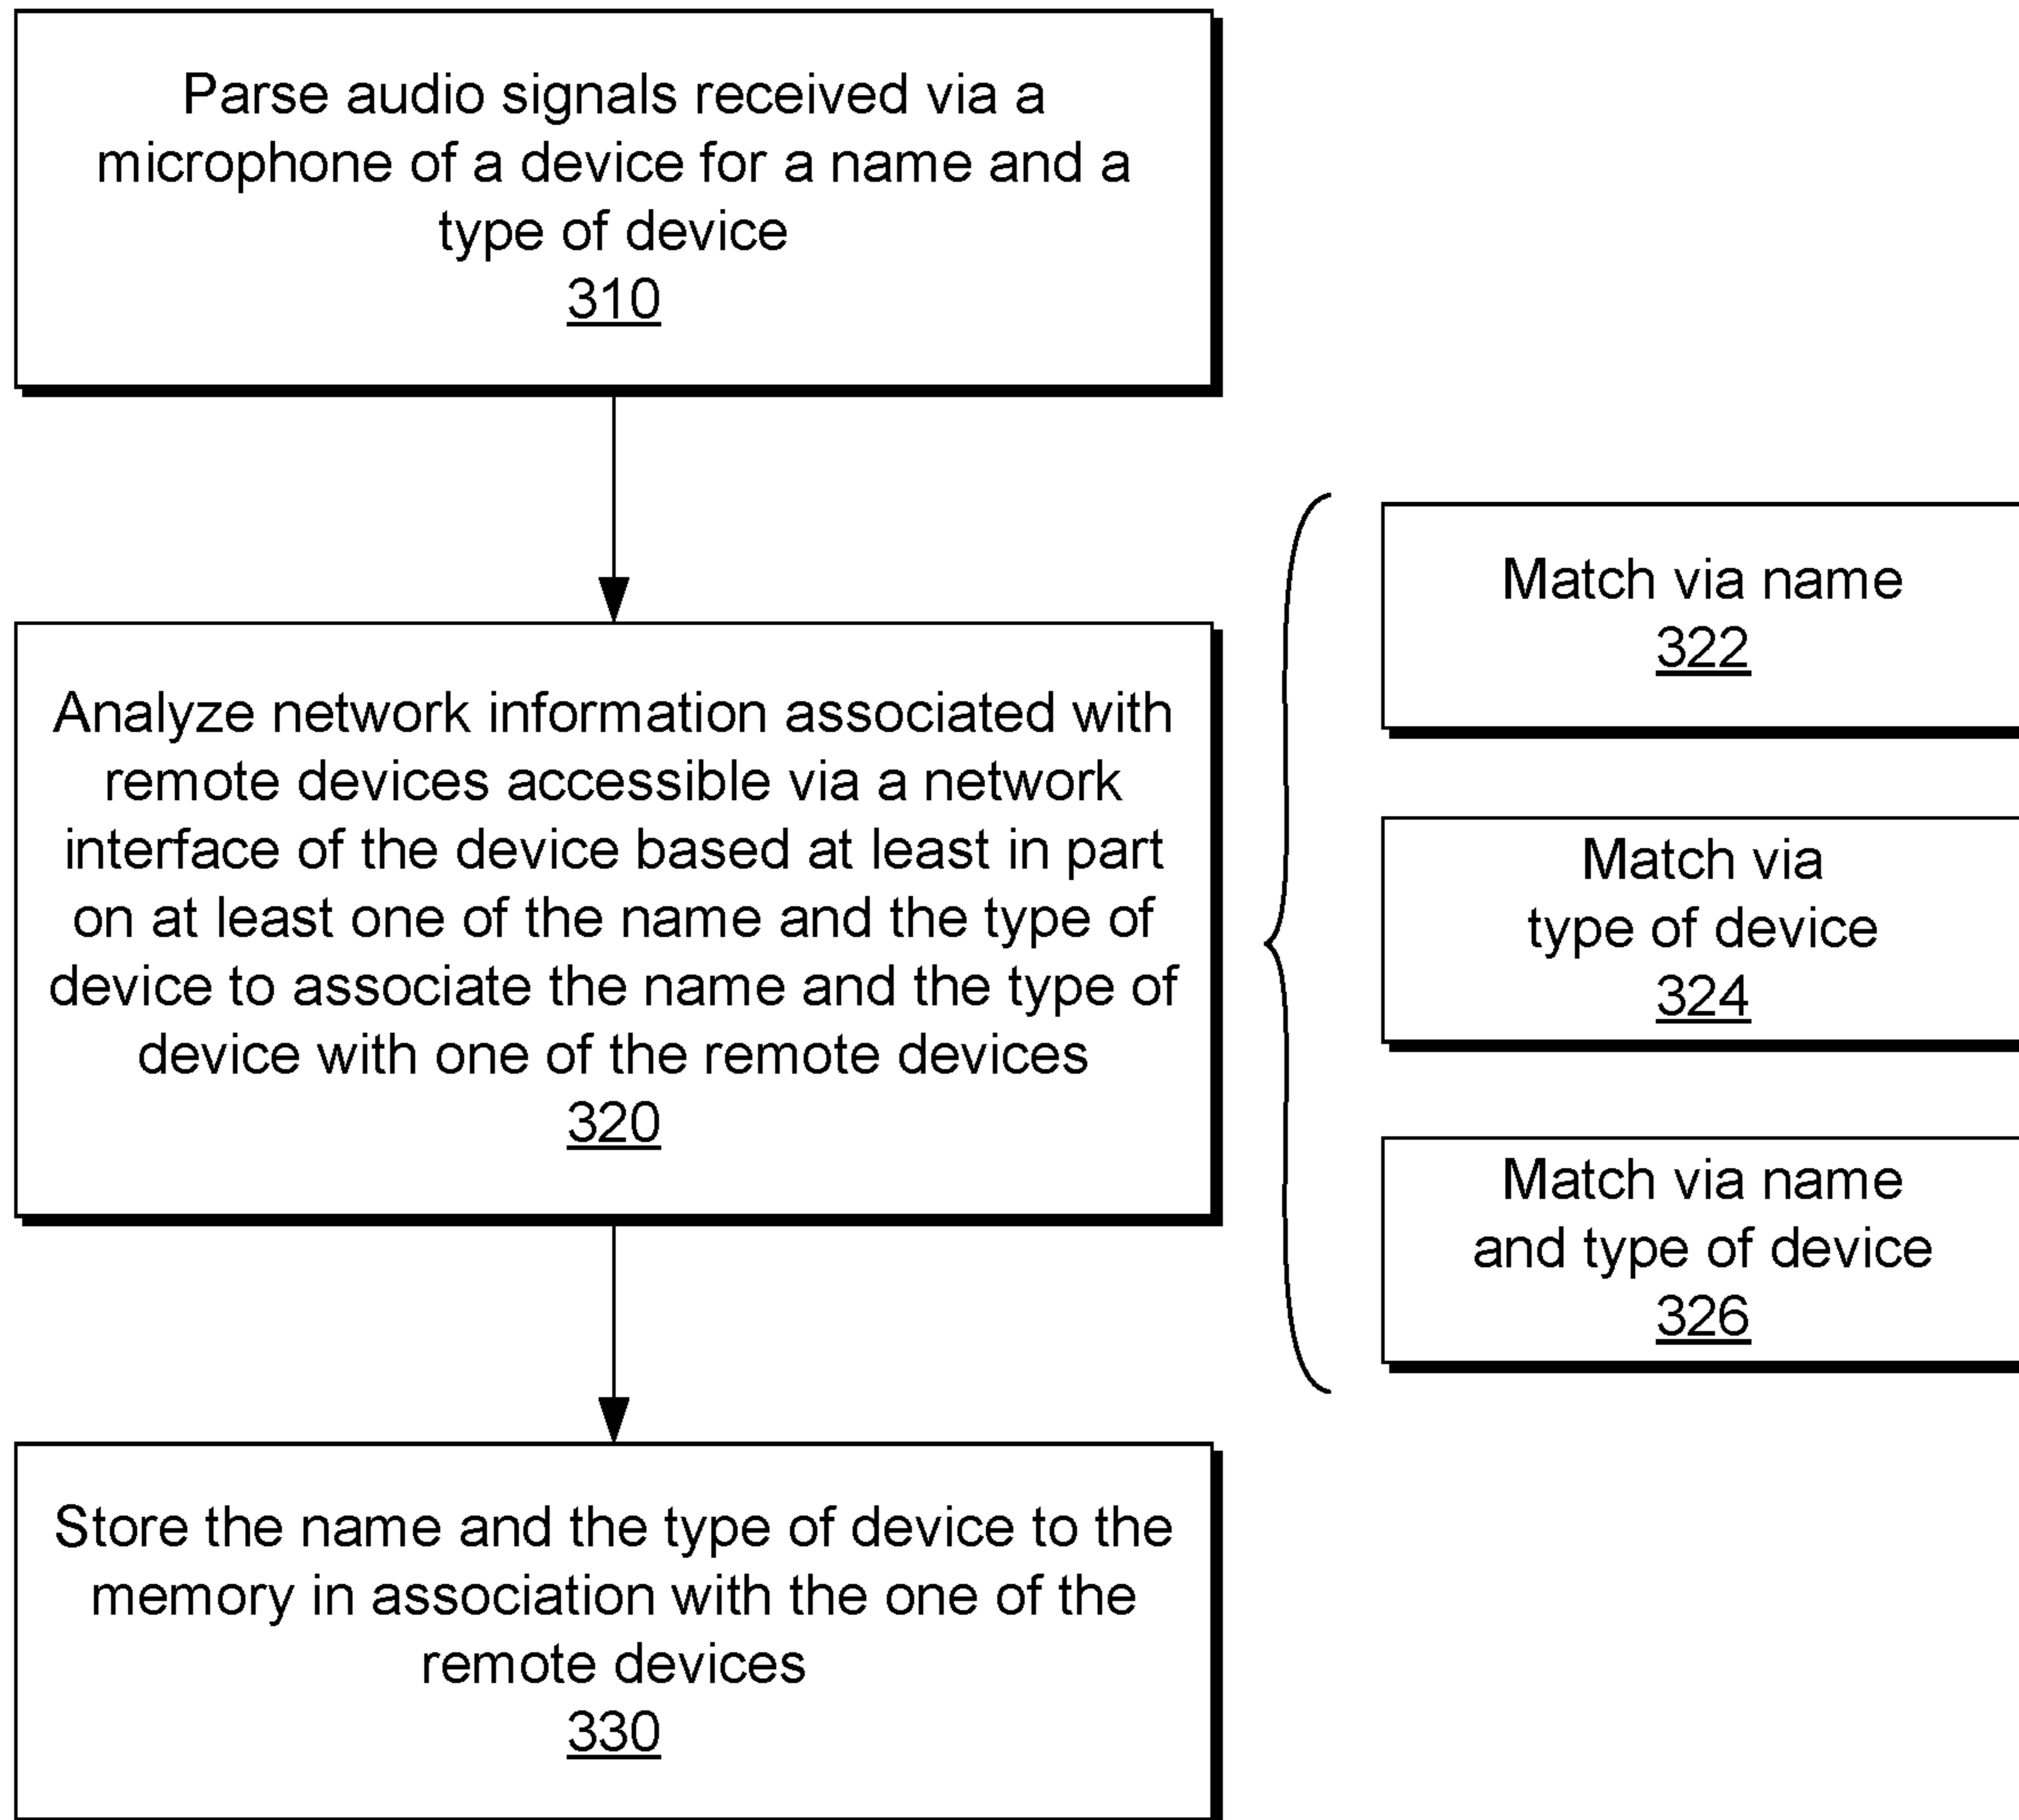 Parse audio signals received via a
microphone of a device for a name and a
type of device
310
Analyze network information associated with
remote devices accessible via a network
interface of the device based at least in part
on at least one of the name and the type of
device to associate the name and the type of
device with one of the remote devices
320
Match via name
322
Match via
type of device
324
Match via name
and type of device
326
Store the name and the type of device to the
memory in association with the one of the
remote devices
330